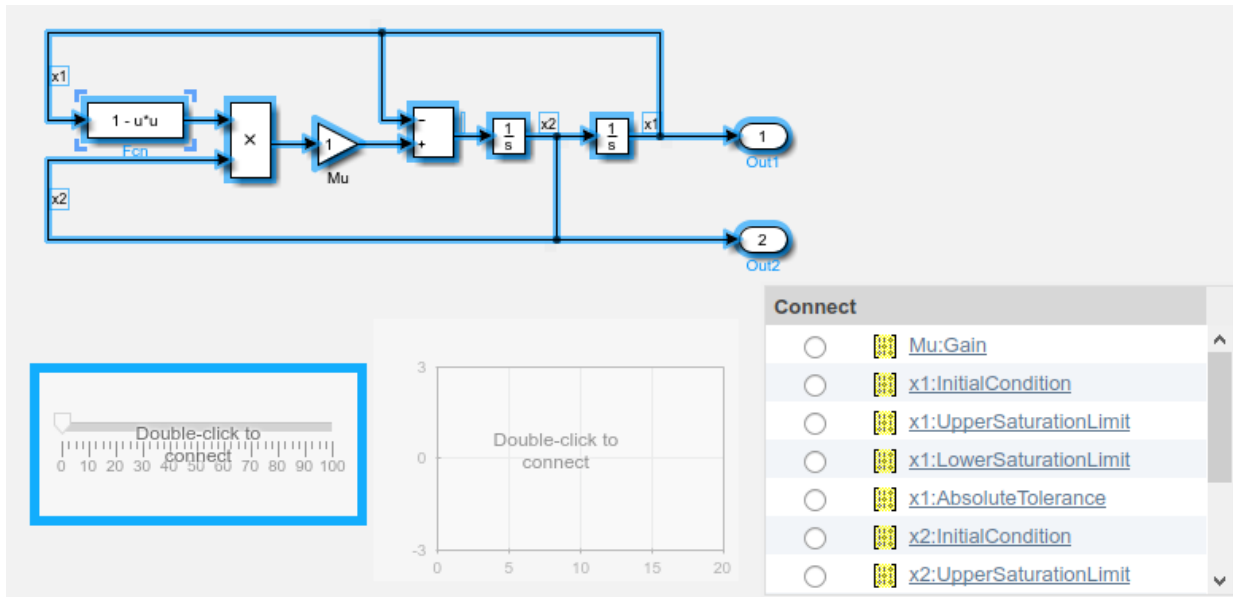 x1
1 - u*u
Fcn
×
1
Mu
−
+
1
s
x2
1
s
x1
1
Out1
x2
2
Out2
Connect
Mu:Gain
x1:InitialCondition
x1:UpperSaturationLimit
x1:LowerSaturationLimit
x1:AbsoluteTolerance
x2:InitialCondition
x2:UpperSaturationLimit
Double-click to
connect
0 10 20 30 40 50 60 70 80 90 100
3
0
-3
Double-click to
connect
0 5 10 15 20